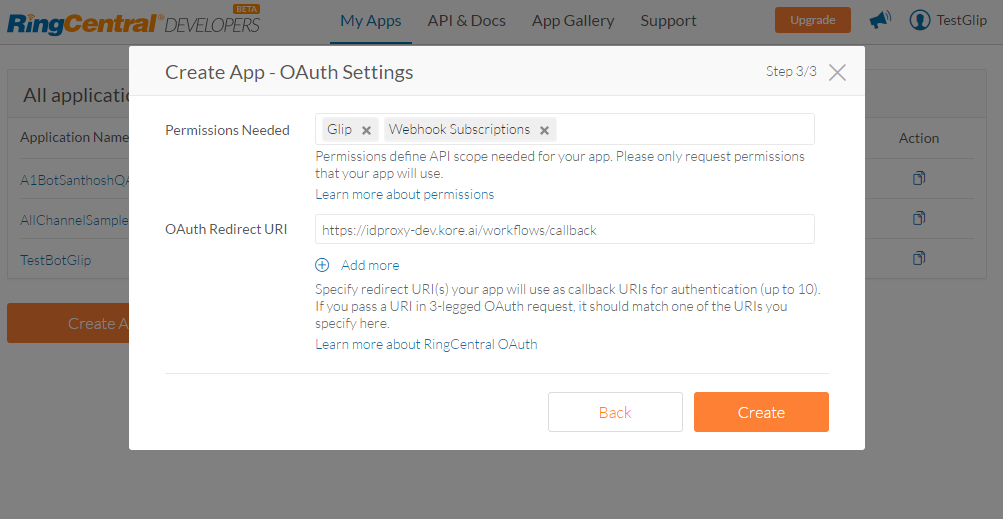 RingCentral DEVELOPERS BETA
My Apps API & Docs App Gallery Support Upgrade TestGlip
Create App - OAuth Settings Step 3/3
All applicatio
Application Name Action
Permissions Needed Glip Webhook Subscriptions
Permissions define API scope needed for your app. Please only request permissions
that your app will use.
Learn more about permissions
A1BotSanthoshQA
AllChannelSample
TestBotGlip
OAuth Redirect URI https://idproxy-dev.kore.ai/workflows/callback
Add more
Specify redirect URI(s) your app will use as callback URIs for authentication (up to 10).
If you pass a URI in 3-legged OAuth request, it should match one of the URIs you
specify here.
Learn more about RingCentral OAuth
Create A
Back Create